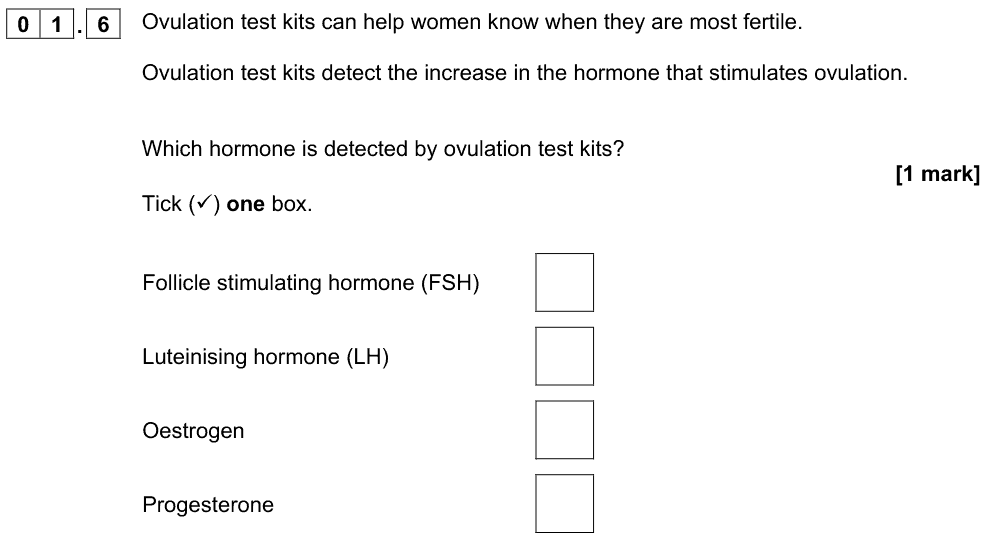 01.6 Ovulation test kits can help women know when they are most fertile.
Ovulation test kits detect the increase in the hormone that stimulates ovulation.
Which hormone is detected by ovulation test kits?
[1 mark]
Tick (✓) one box.
Follicle stimulating hormone (FSH)
Luteinising hormone (LH)
Oestrogen
Progesterone